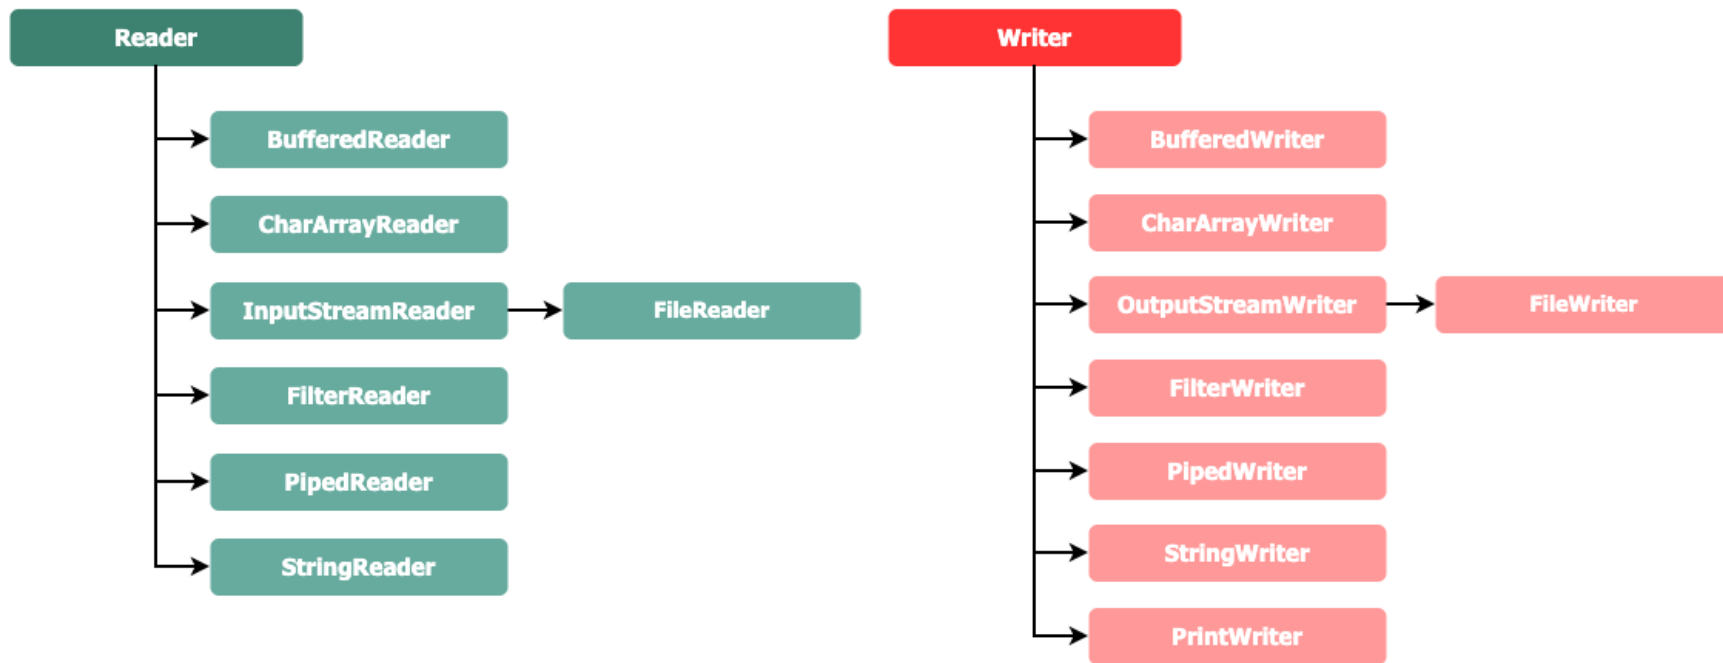 Reader
BufferedReader
CharArrayReader
InputStreamReader
FileReader
FilterReader
PipedReader
StringReader
Writer
BufferedWriter
CharArrayWriter
OutputStreamWriter
FileWriter
FilterWriter
PipedWriter
StringWriter
PrintWriter